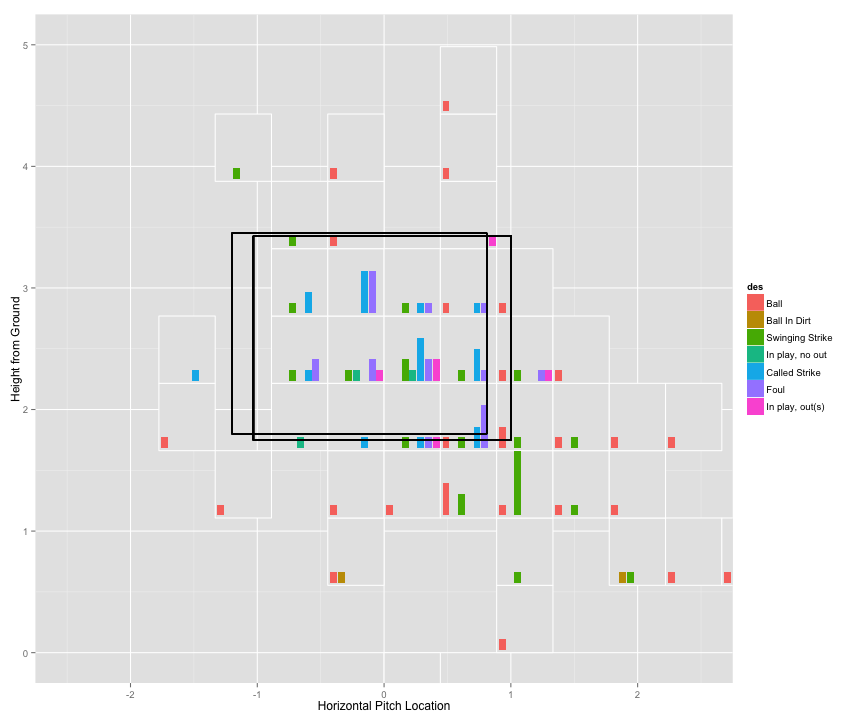 5
4
3
2
1
0
Height from Ground
-2
-1
0
1
2
Horizontal Pitch Location
des
Ball
Ball In Dirt
Swinging Strike
In play, no out
Called Strike
Foul
In play, out(s)